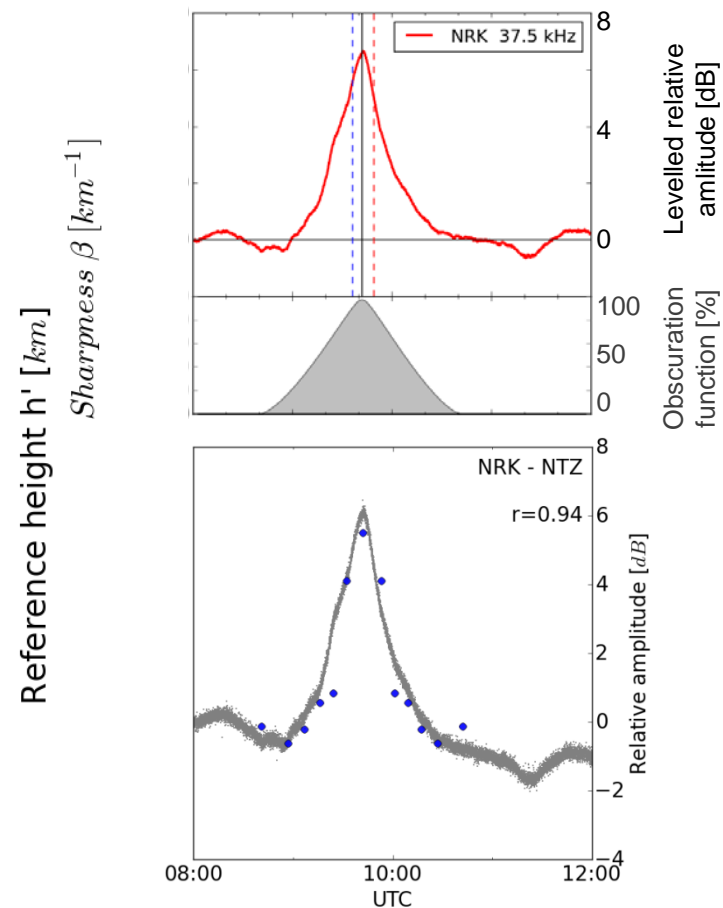 Reference height h' [km]
Sharpness β [km⁻¹]
NRK 37.5 kHz
8
4
0
Levelled relative
amlitude [dB]
100
50
0
Obscuration
function [%]
NRK - NTZ
r=0.94
8
6
4
2
0
−2
−4
Relative amplitude [dB]
08:00
10:00
12:00
UTC